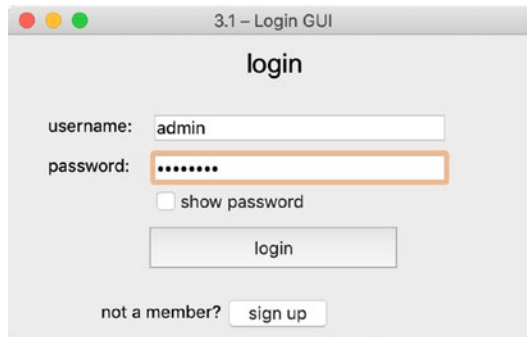 3.1 – Login GUI
login
username: admin
password: ••••••••
show password
login
not a member? sign up